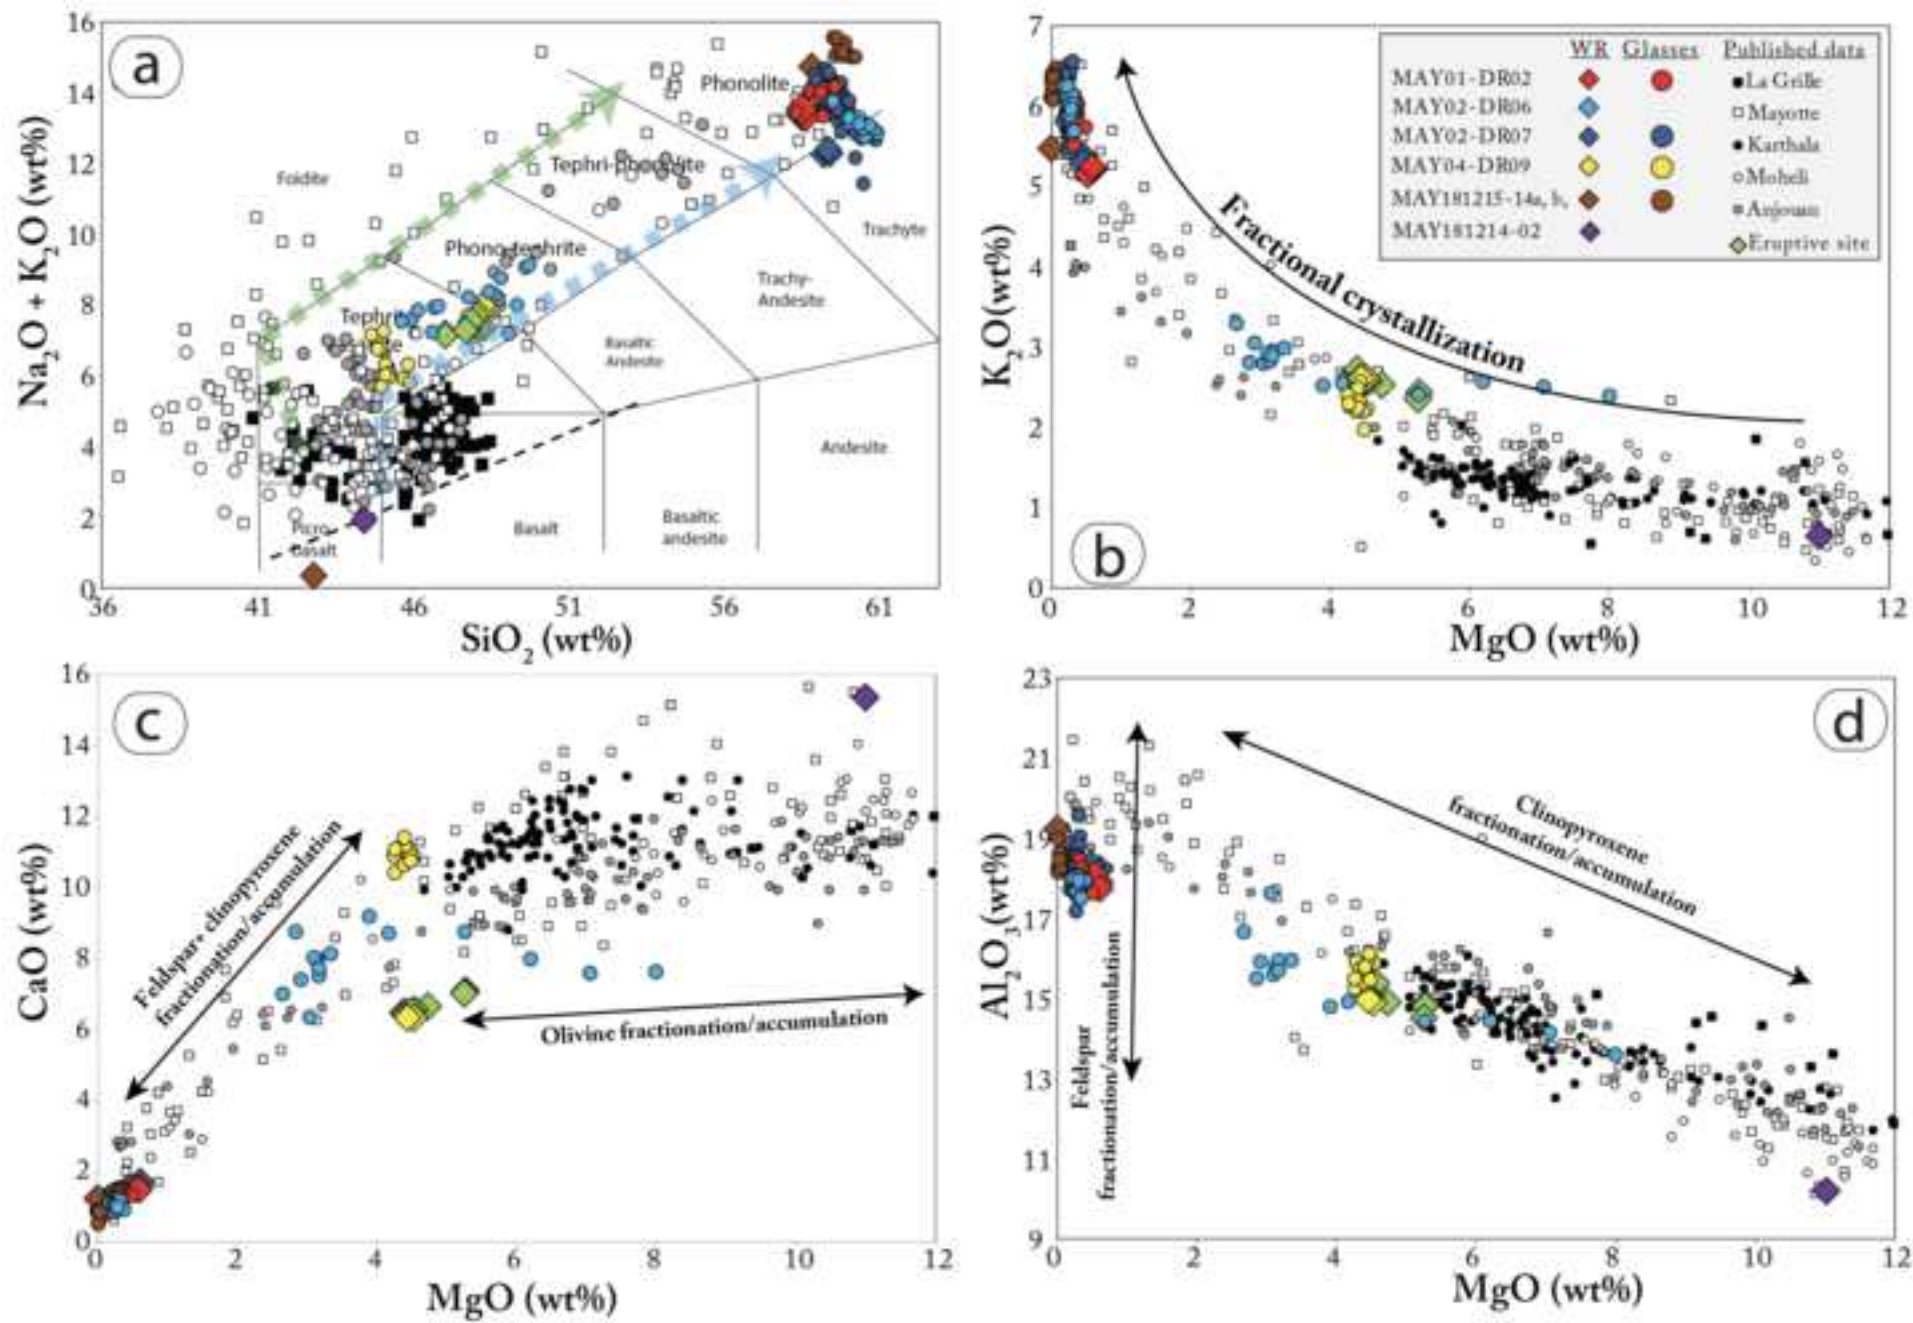 a
16
14
12
10
8
6
4
2
0
36
41
46
51
56
61
Na2O + K2O (wt%)
SiO2 (wt%)
Phonolite
Foidite
Tephri-phonolite
Trachyte
Phono-tephrite
Trachy-
Andesite
Tephrite
Basaltic
Andesite
Andesite
Picro
Basalt
Basalt
Basaltic
andesite
b
7
6
5
4
3
2
1
0
0
2
4
6
8
10
12
K2O(wt%)
MgO (wt%)
Fractional crystallization
WR Glasses Published data
MAY01-DR02 La Grille
MAY02-DR06 Mayotte
MAY02-DR07 Karthala
MAY04-DR09 Moheli
MAY181215-14a, b, Anjouan
MAY181214-02 Eruptive site
c
16
14
12
10
8
6
4
2
0
0
2
4
6
8
10
12
CaO (wt%)
MgO (wt%)
Feldspar+ clinopyroxene
fractionation/accumulation
Olivine fractionation/accumulation
d
23
21
19
17
15
13
11
9
0
2
4
6
8
10
12
Al2O3(wt%)
MgO (wt%)
Feldspar
fractionation/accumulation
Clinopyroxene
fractionation/accumulation